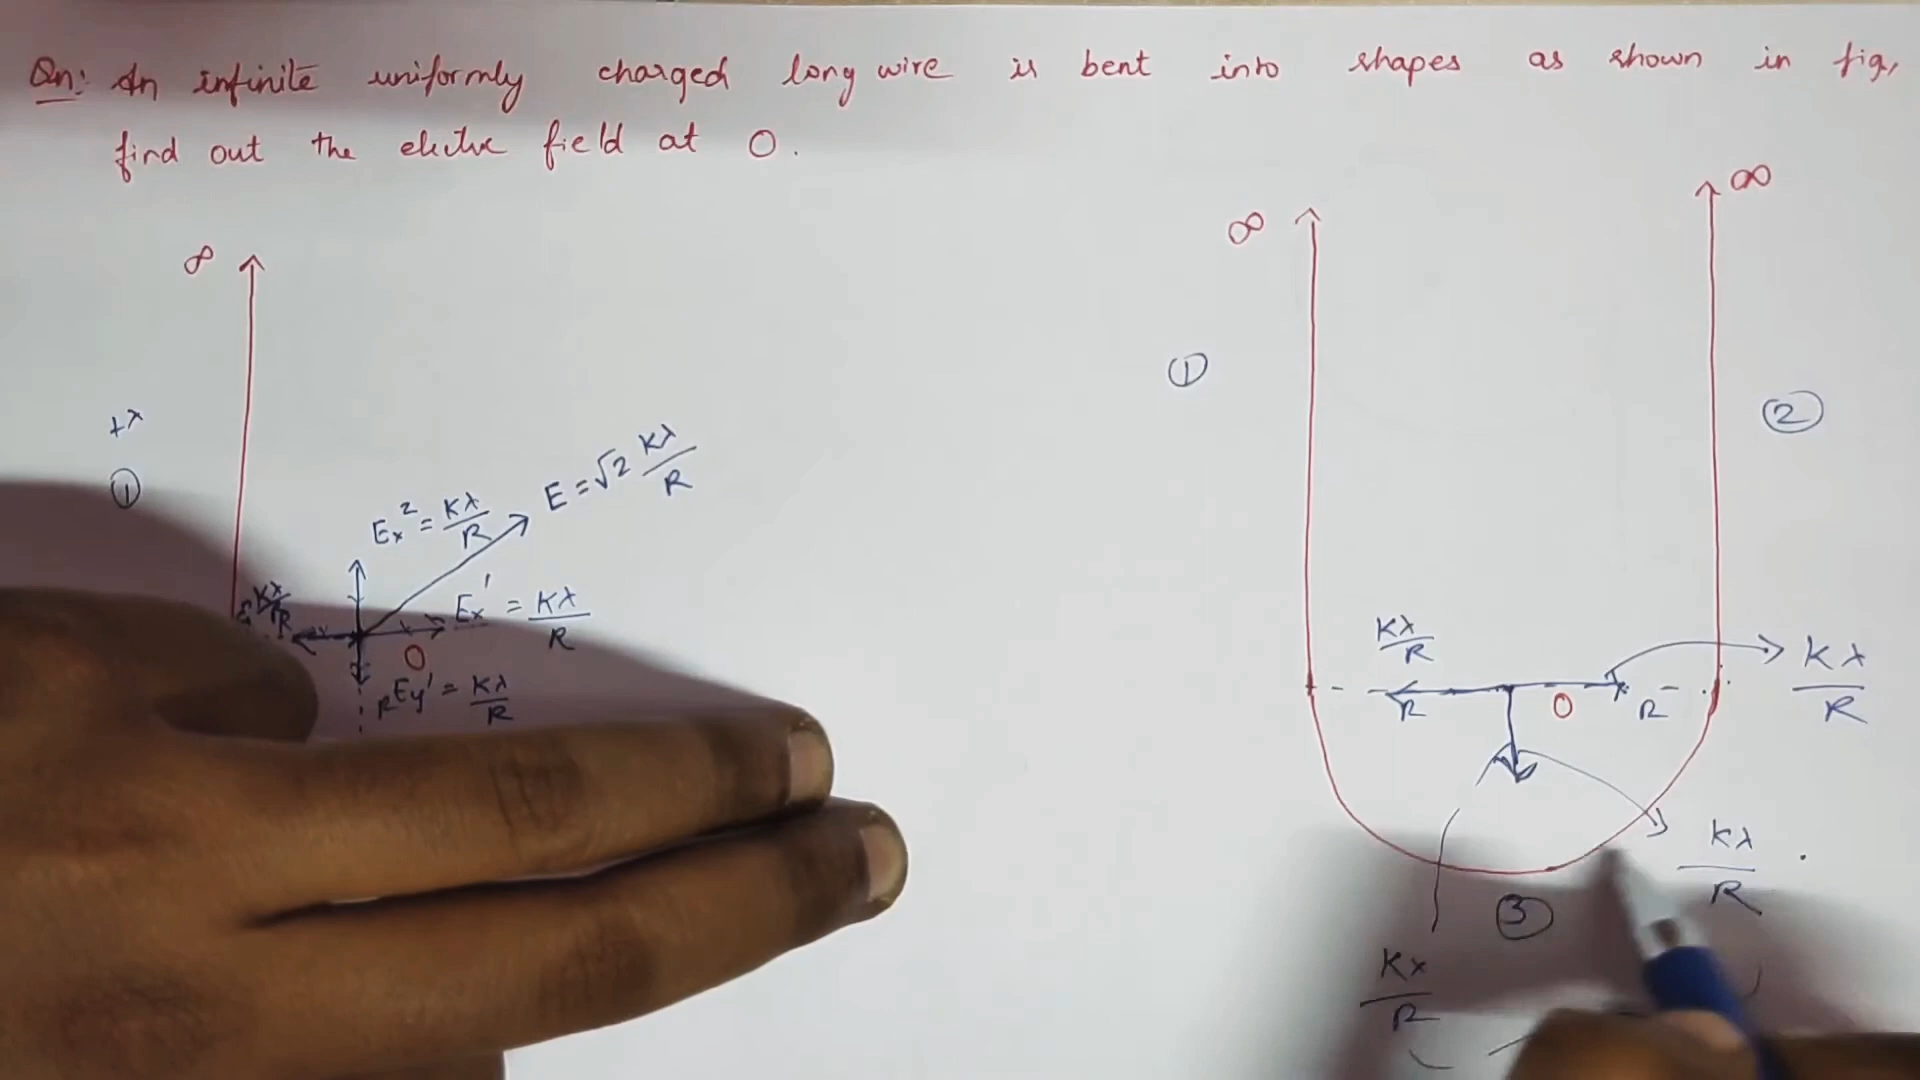 Qn: An infinite uniformly charged long wire is bent into shapes as shown in fig,
find out the electric field at O.
∞
+λ
①
Ex² = Kλ/R
E = √2 Kλ/R
Ex' = Kλ/R
Kλ/R
O
R
Ey' = Kλ/R
∞
∞
①
②
Kλ/R
R
O
R
Kλ/R
Kλ/R
③
Kλ/R